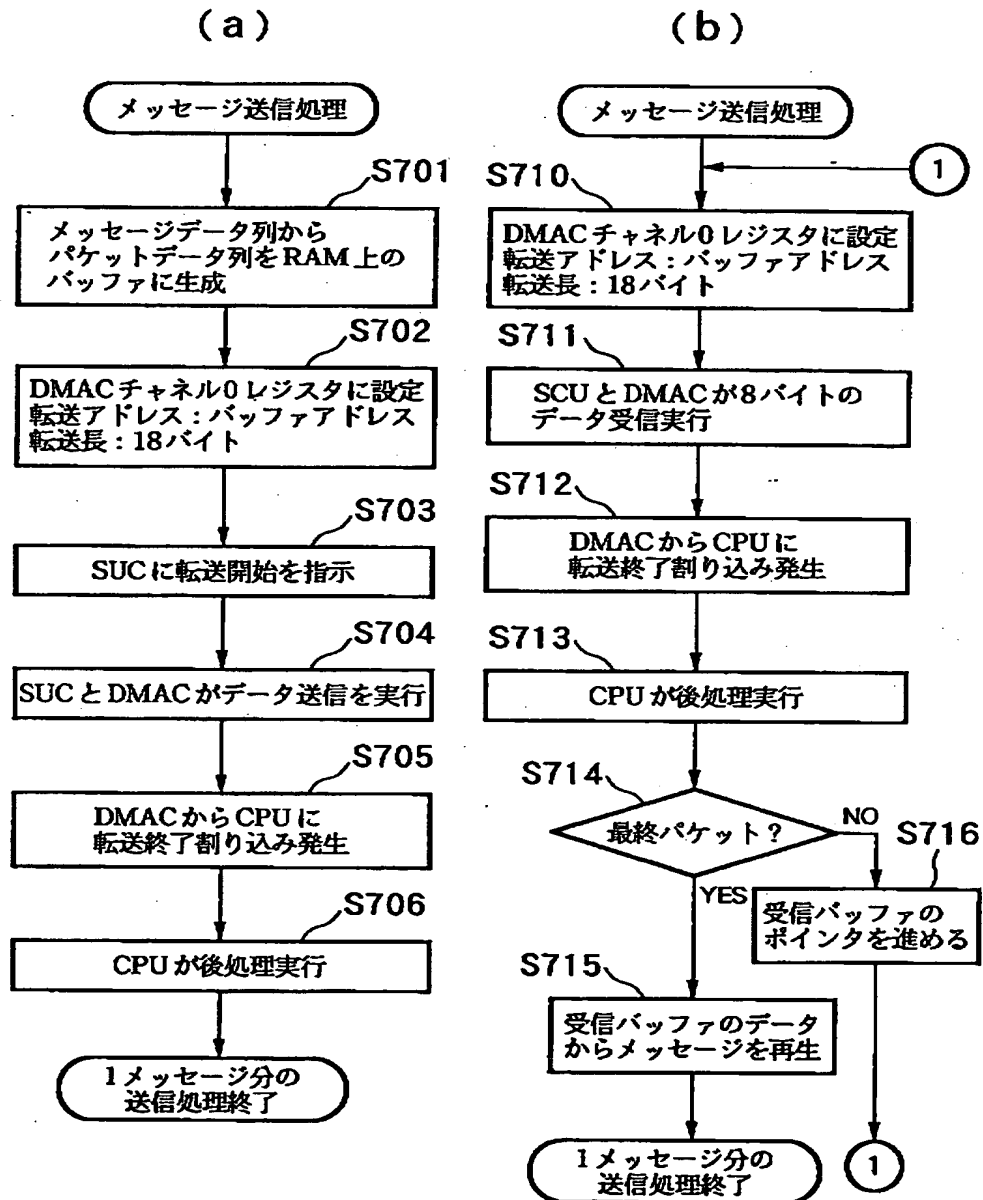 (a)
メッセージ送信処理
S701
メッセージデータ列から
パケットデータ列をRAM上の
バッファに生成
S702
DMACチャネル0レジスタに設定
転送アドレス：バッファアドレス
転送長：18バイト
S703
SUCに転送開始を指示
S704
SUCとDMACがデータ送信を実行
S705
DMACからCPUに
転送終了割り込み発生
S706
CPUが後処理実行
1メッセージ分の
送信処理終了
(b)
メッセージ送信処理
1
S710
DMACチャネル0レジスタに設定
転送アドレス：バッファアドレス
転送長：18バイト
S711
SCUとDMACが8バイトの
データ受信実行
S712
DMACからCPUに
転送終了割り込み発生
S713
CPUが後処理実行
S714
最終パケット？
NO
YES
S716
受信バッファの
ポインタを進める
S715
受信バッファのデータ
からメッセージを再生
1メッセージ分の
送信処理終了
1